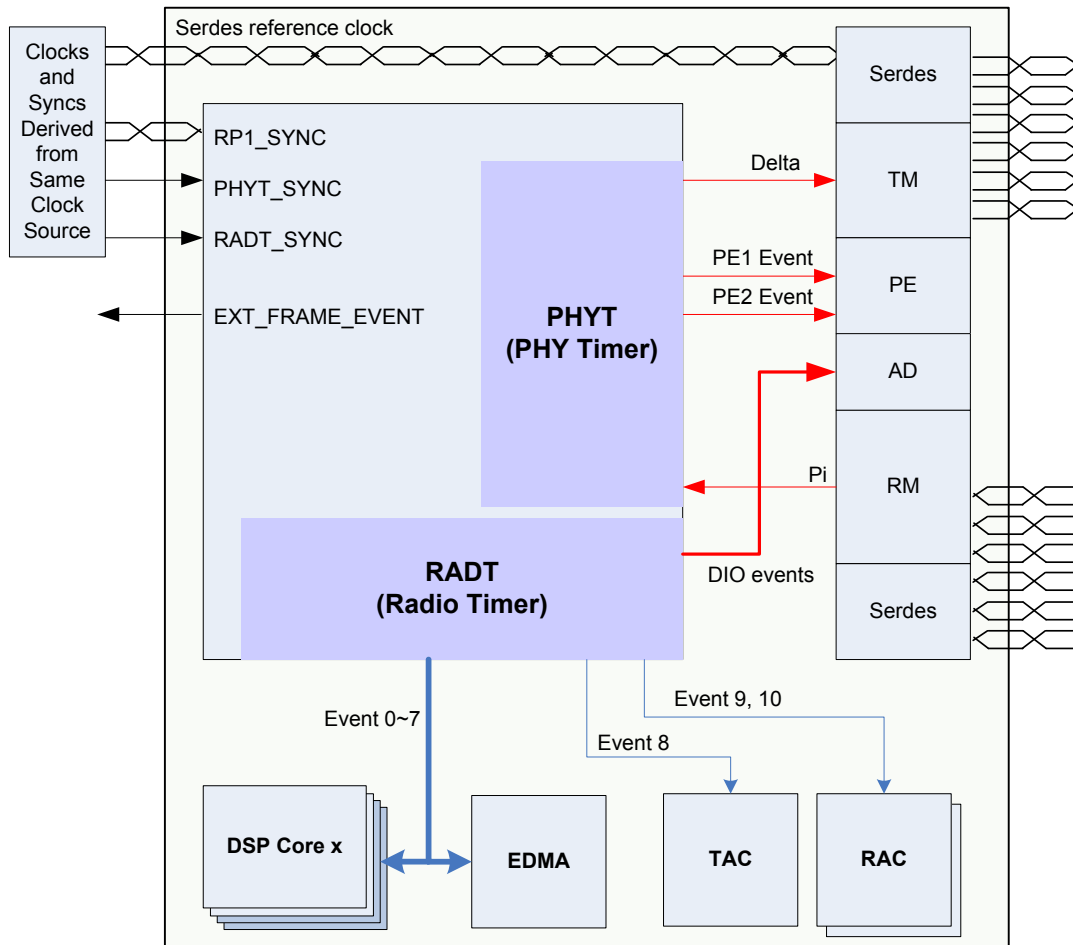 Serdes reference clock
Clocks
and
Syncs
Derived
from
Same
Clock
Source
RP1_SYNC
PHYT_SYNC
RADT_SYNC
EXT_FRAME_EVENT
PHYT
(PHY Timer)
Delta
PE1 Event
PE2 Event
Pi
DIO events
Serdes
TM
PE
AD
RM
Serdes
RADT
(Radio Timer)
Event 0~7
Event 8
Event 9, 10
DSP Core x
EDMA
TAC
RAC